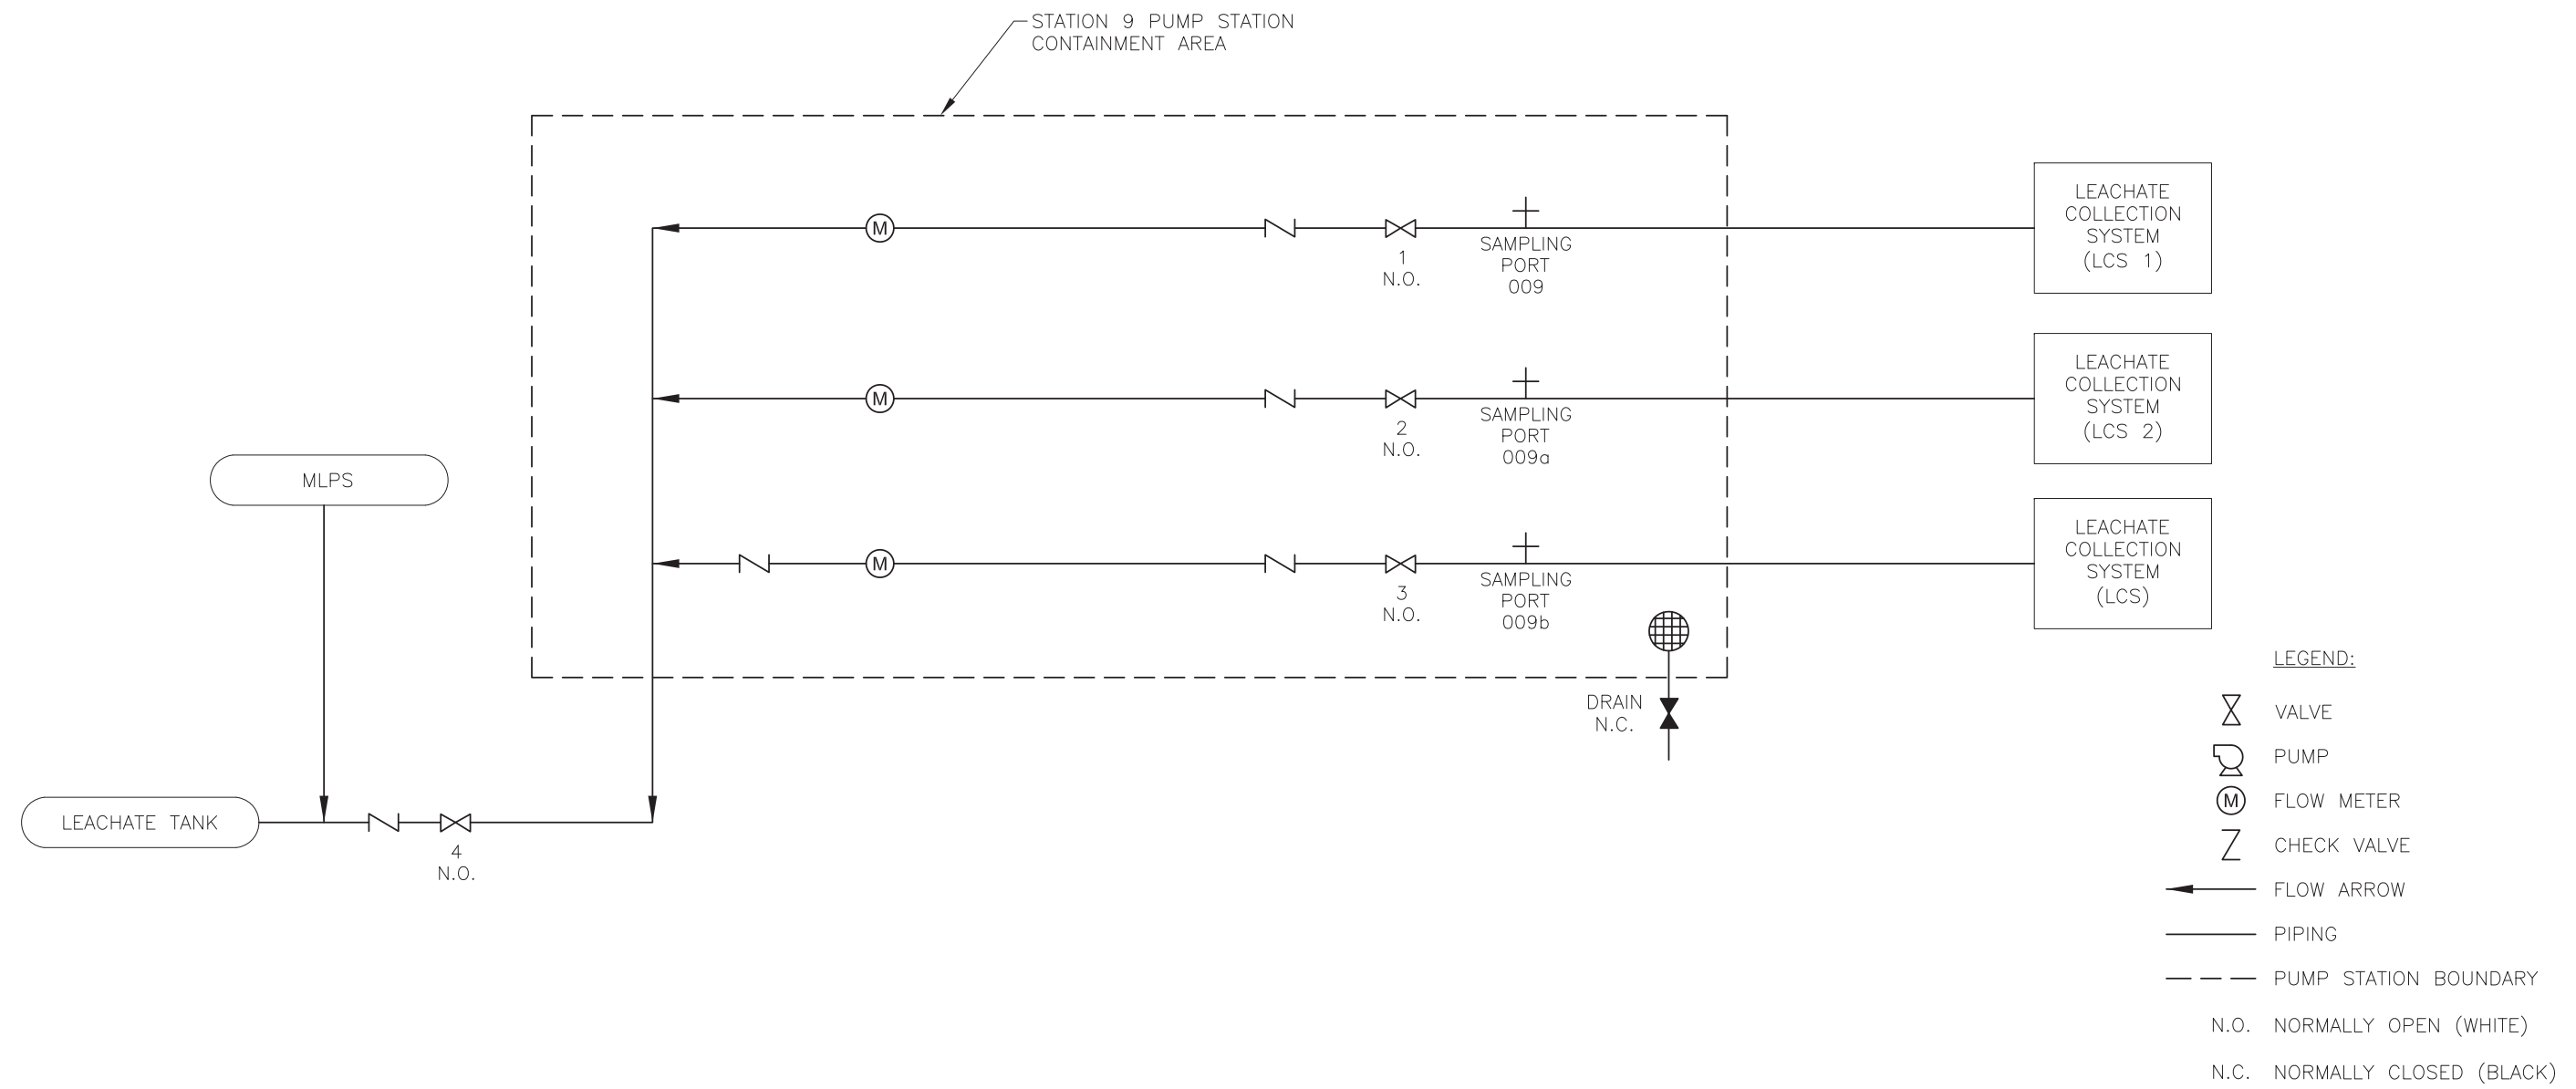 STATION 9 PUMP STATION
CONTAINMENT AREA
LEACHATE
COLLECTION
SYSTEM
(LCS 1)
M
1
N.O.
SAMPLING
PORT
009
LEACHATE
COLLECTION
SYSTEM
(LCS 2)
M
2
N.O.
SAMPLING
PORT
009a
MLPS
LEACHATE
COLLECTION
SYSTEM
(LCS)
M
3
N.O.
SAMPLING
PORT
009b
DRAIN
N.C.
LEACHATE TANK
4
N.O.
LEGEND:
VALVE
PUMP
M FLOW METER
CHECK VALVE
FLOW ARROW
PIPING
PUMP STATION BOUNDARY
N.O. NORMALLY OPEN (WHITE)
N.C. NORMALLY CLOSED (BLACK)